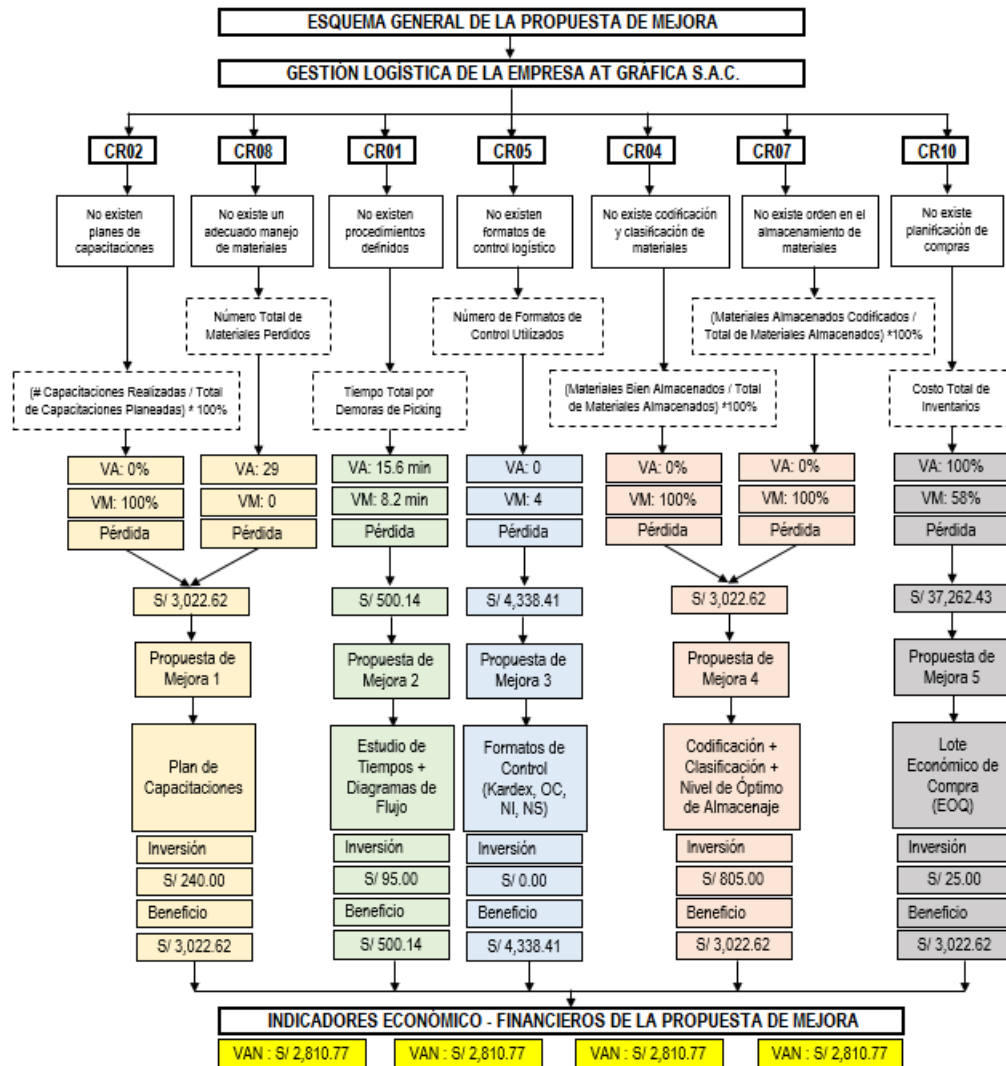 ESQUEMA GENERAL DE LA PROPUESTA DE MEJORA
GESTIÓN LOGÍSTICA DE LA EMPRESA AT GRÁFICA S.A.C.
CR02
CR08
CR01
CR05
CR04
CR07
CR10
No existen
planes de
capacitaciones
No existe un
adecuado manejo
de materiales
No existen
procedimientos
definidos
No existen
formatos de
control logístico
No existe codificación
y clasificación de
materiales
No existe orden en el
almacenamiento de
materiales
No existe
planificación de
compras
Número Total de
Materiales Perdidos
Número de Formatos de
Control Utilizados
(Materiales Almacenados Codificados /
Total de Materiales Almacenados) *100%
(# Capacitaciones Realizadas / Total
de Capacitaciones Planeadas) * 100%
Tiempo Total por
Demoras de Picking
(Materiales Bien Almacenados / Total
de Materiales Almacenados) *100%
Costo Total de
Inventarios
VA: 0%
VA: 29
VA: 15.6 min
VA: 0
VA: 0%
VA: 0%
VA: 100%
VM: 100%
VM: 0
VM: 8.2 min
VM: 4
VM: 100%
VM: 100%
VM: 58%
Pérdida
Pérdida
Pérdida
Pérdida
Pérdida
Pérdida
Pérdida
S/ 3,022.62
S/ 500.14
S/ 4,338.41
S/ 3,022.62
S/ 37,262.43
Propuesta de
Mejora 1
Propuesta de
Mejora 2
Propuesta de
Mejora 3
Propuesta de
Mejora 4
Propuesta de
Mejora 5
Plan de
Capacitaciones
Estudio de
Tiempos +
Diagramas de
Flujo
Formatos de
Control
(Kardex, OC,
NI, NS)
Codificación +
Clasificación +
Nivel de Óptimo
de Almacenaje
Lote
Económico de
Compra
(EOQ)
Inversión
Inversión
Inversión
Inversión
Inversión
S/ 240.00
S/ 95.00
S/ 0.00
S/ 805.00
S/ 25.00
Beneficio
Beneficio
Beneficio
Beneficio
Beneficio
S/ 3,022.62
S/ 500.14
S/ 4,338.41
S/ 3,022.62
S/ 3,022.62
INDICADORES ECONÓMICO - FINANCIEROS DE LA PROPUESTA DE MEJORA
VAN : S/ 2,810.77
VAN : S/ 2,810.77
VAN : S/ 2,810.77
VAN : S/ 2,810.77